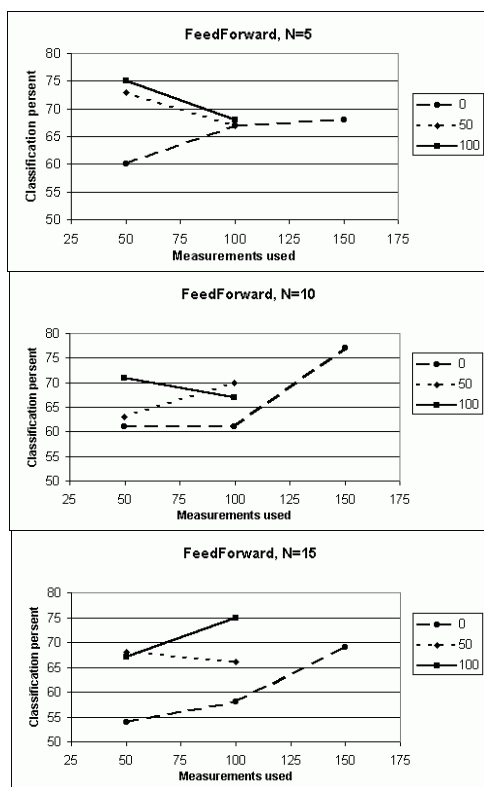 FeedForward, N=5
Classification persent
80
75
70
65
60
55
50
25 50 75 100 125 150 175
Measurements used
0
50
100
FeedForward, N=10
Classification persent
80
75
70
65
60
55
50
25 50 75 100 125 150 175
Measurements used
0
50
100
FeedForward, N=15
Classification persent
80
75
70
65
60
55
50
25 50 75 100 125 150 175
Measurements used
0
50
100